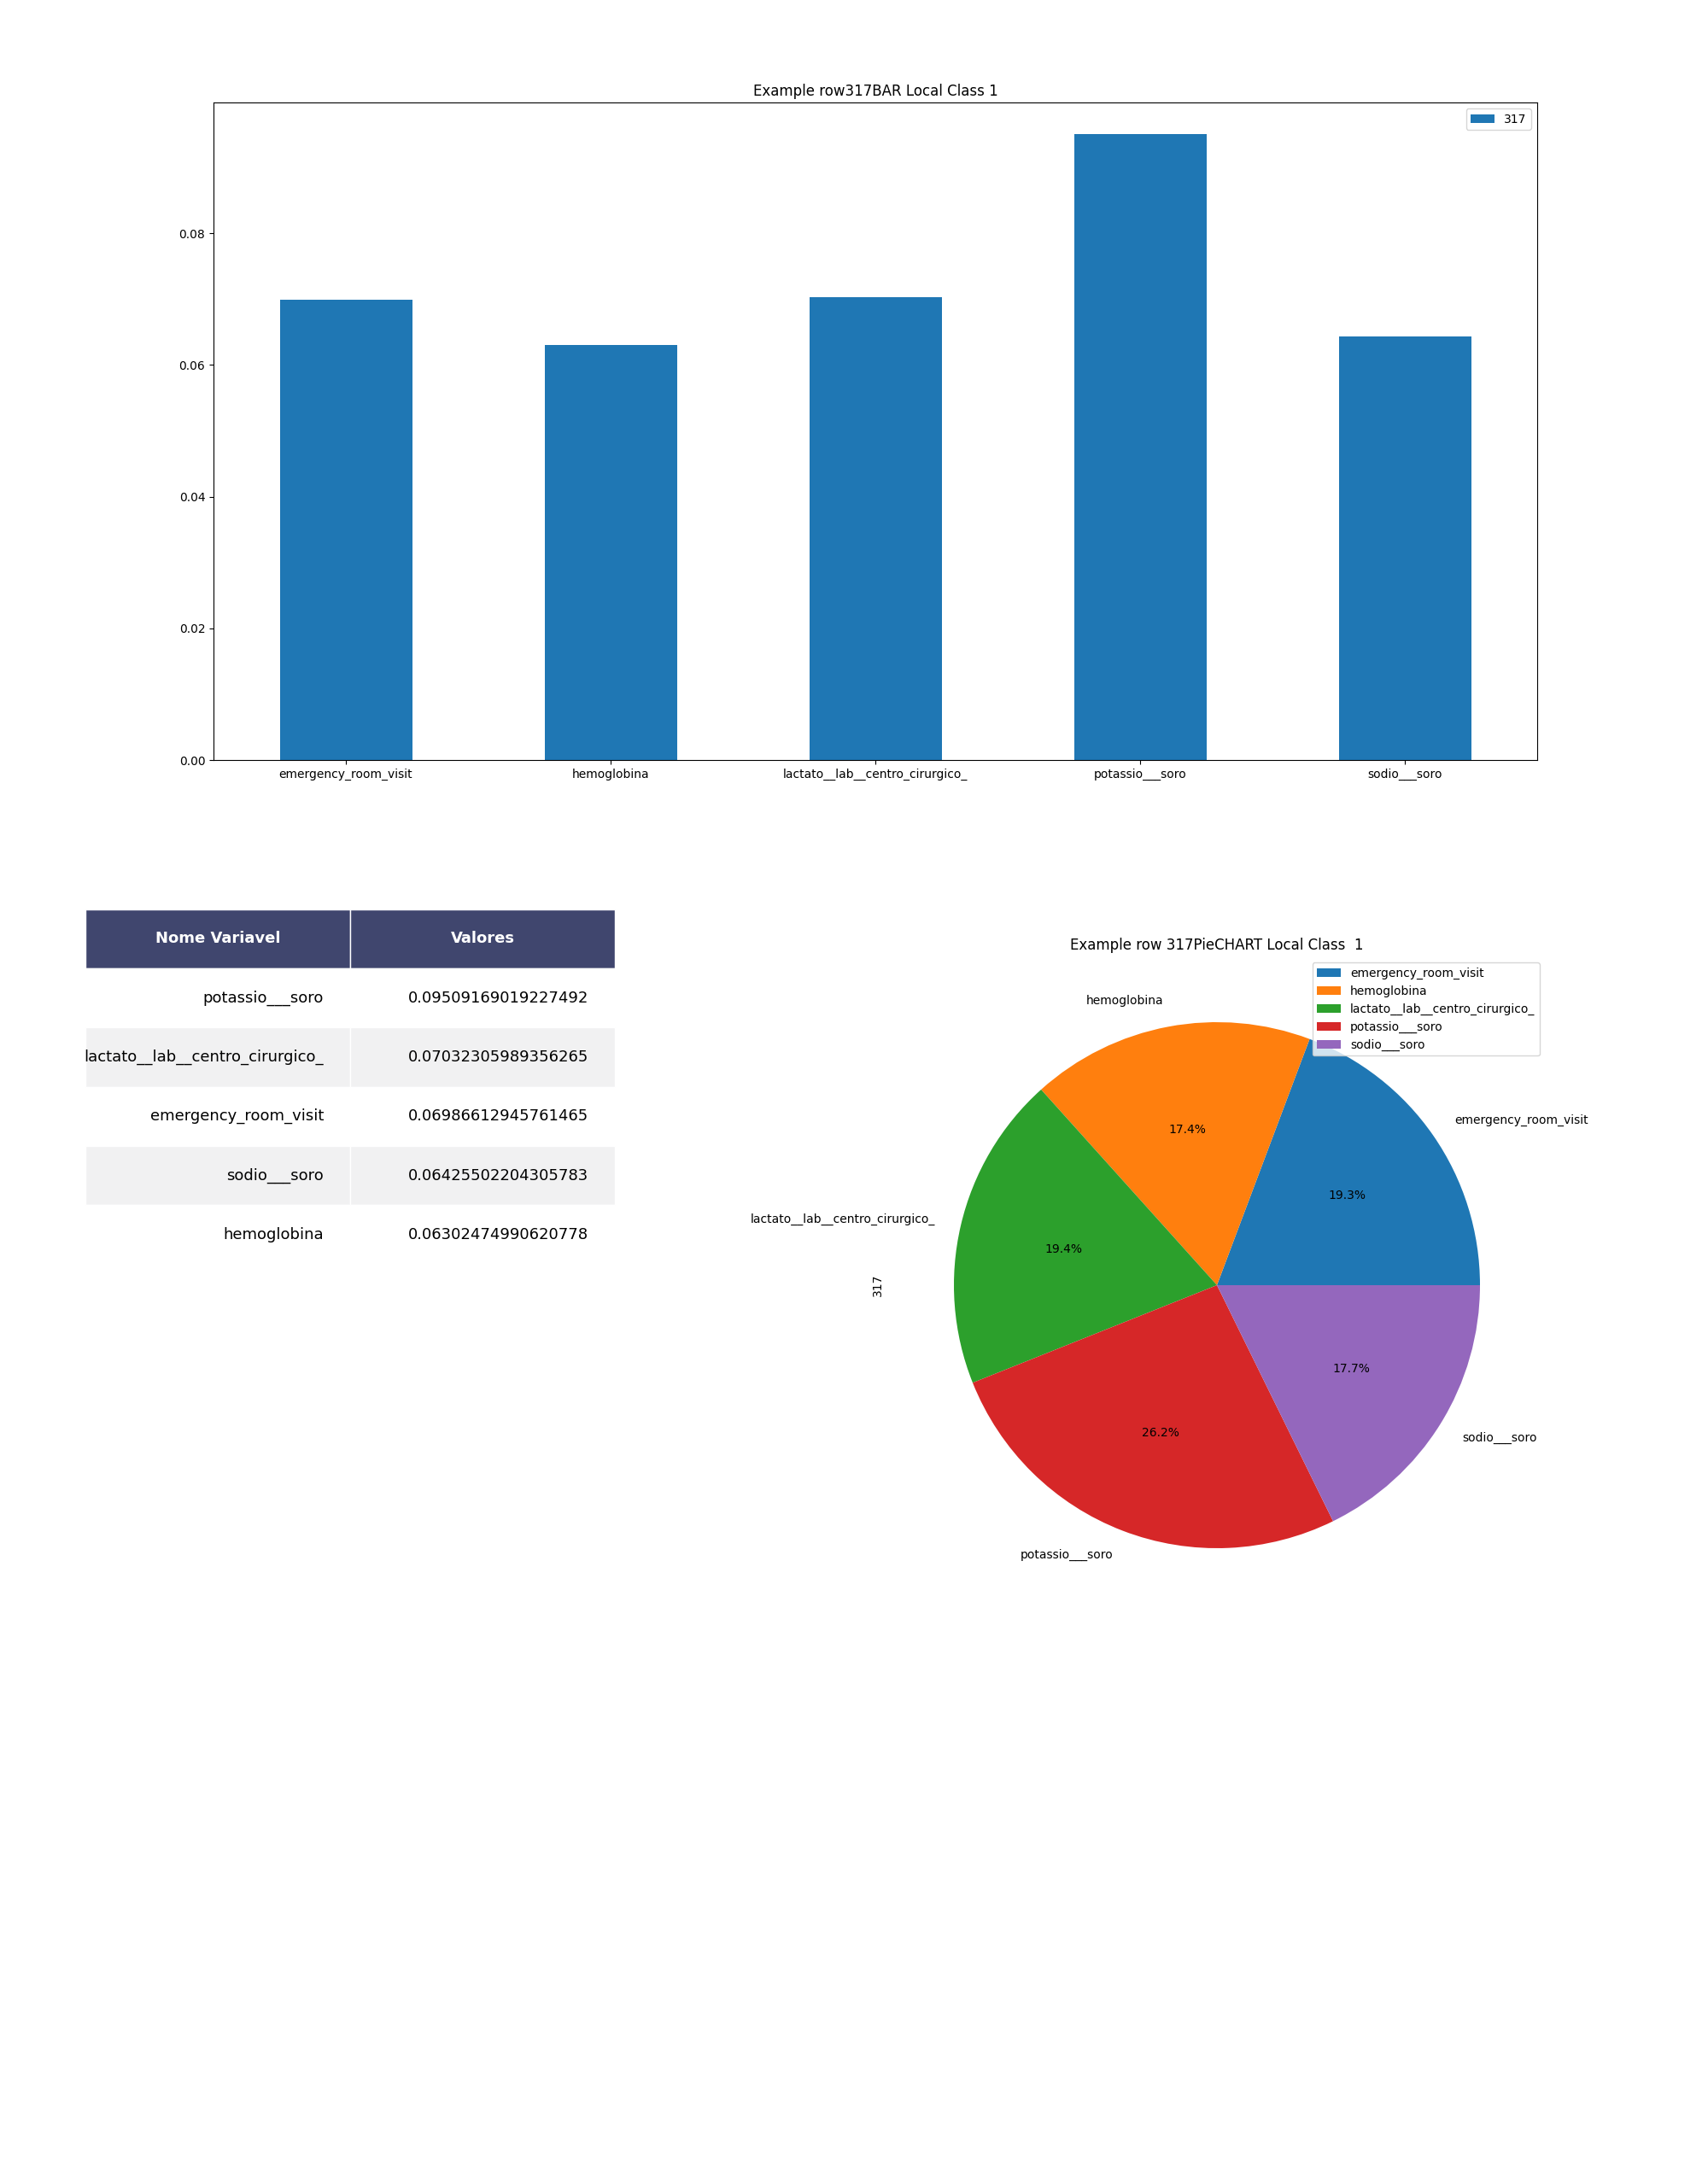 Example row317BAR Local Class 1
317
0.08
0.06
0.04
0.02
0.00
emergency_room_visit
hemoglobina
lactato__lab__centro_cirurgico_
potassio___soro
sodio___soro
Nome Variavel Valores
potassio___soro 0.09509169019227492
lactato__lab__centro_cirurgico_ 0.07032305989356265
emergency_room_visit 0.06986612945761465
sodio___soro 0.06425502204305783
hemoglobina 0.06302474990620778
Example row 317PieCHART Local Class  1
emergency_room_visit
hemoglobina
lactato__lab__centro_cirurgico_
potassio___soro
sodio___soro
hemoglobina
17.4%
emergency_room_visit
19.3%
lactato__lab__centro_cirurgico_
19.4%
317
potassio___soro
26.2%
sodio___soro
17.7%